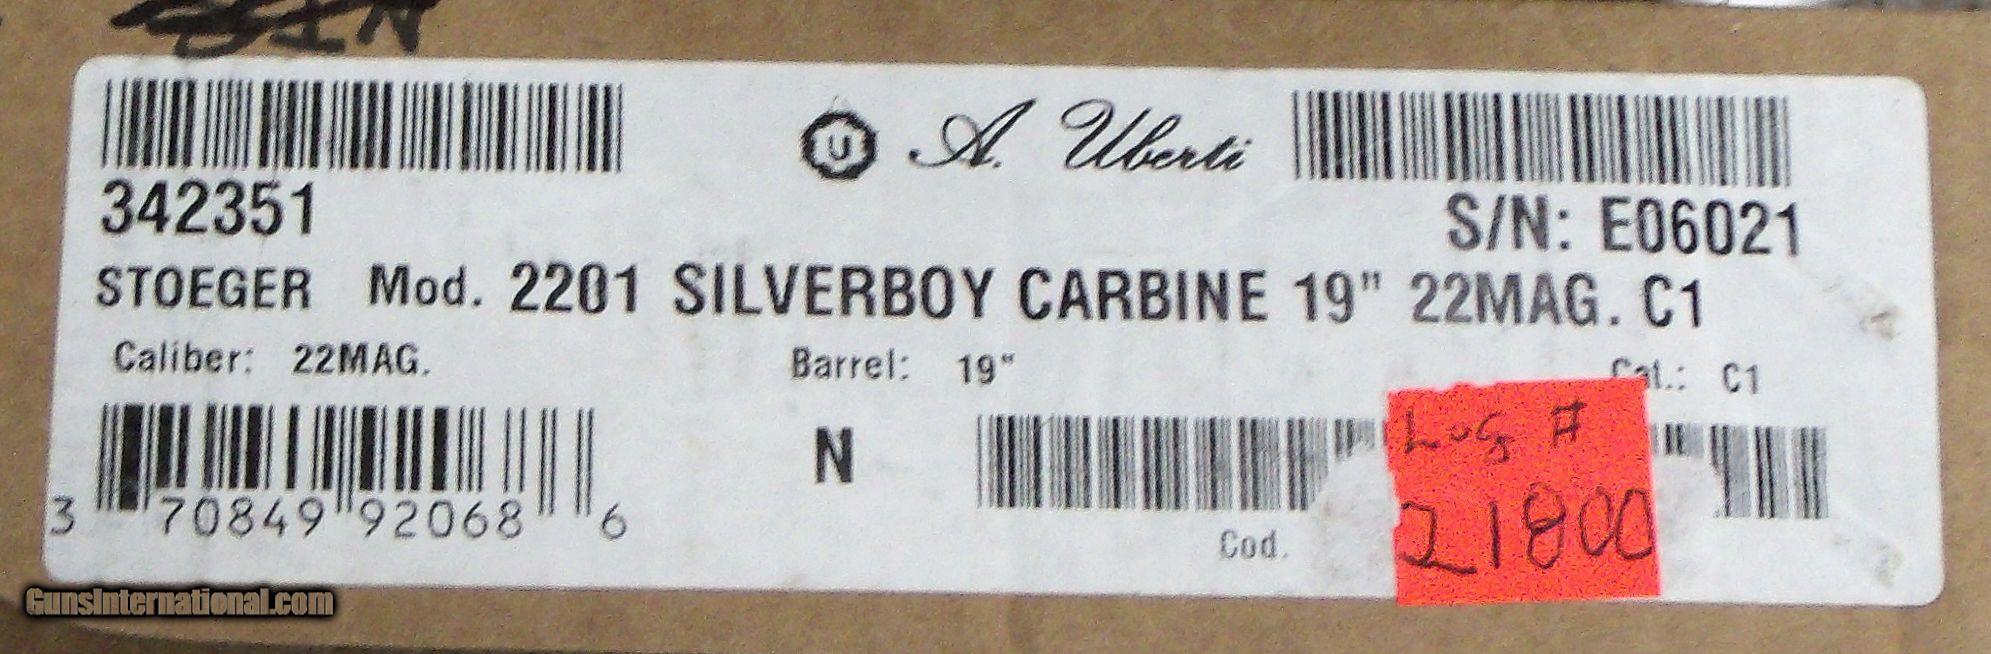 U A. Uberti
342351
S/N: E06021
STOEGER Mod. 2201 SILVERBOY CARBINE 19" 22MAG. C1
Caliber: 22MAG. Barrel: 19" Cat.: C1
N
3 70849 92068 6
Cod.
Log #
21800
GunsInternational.com